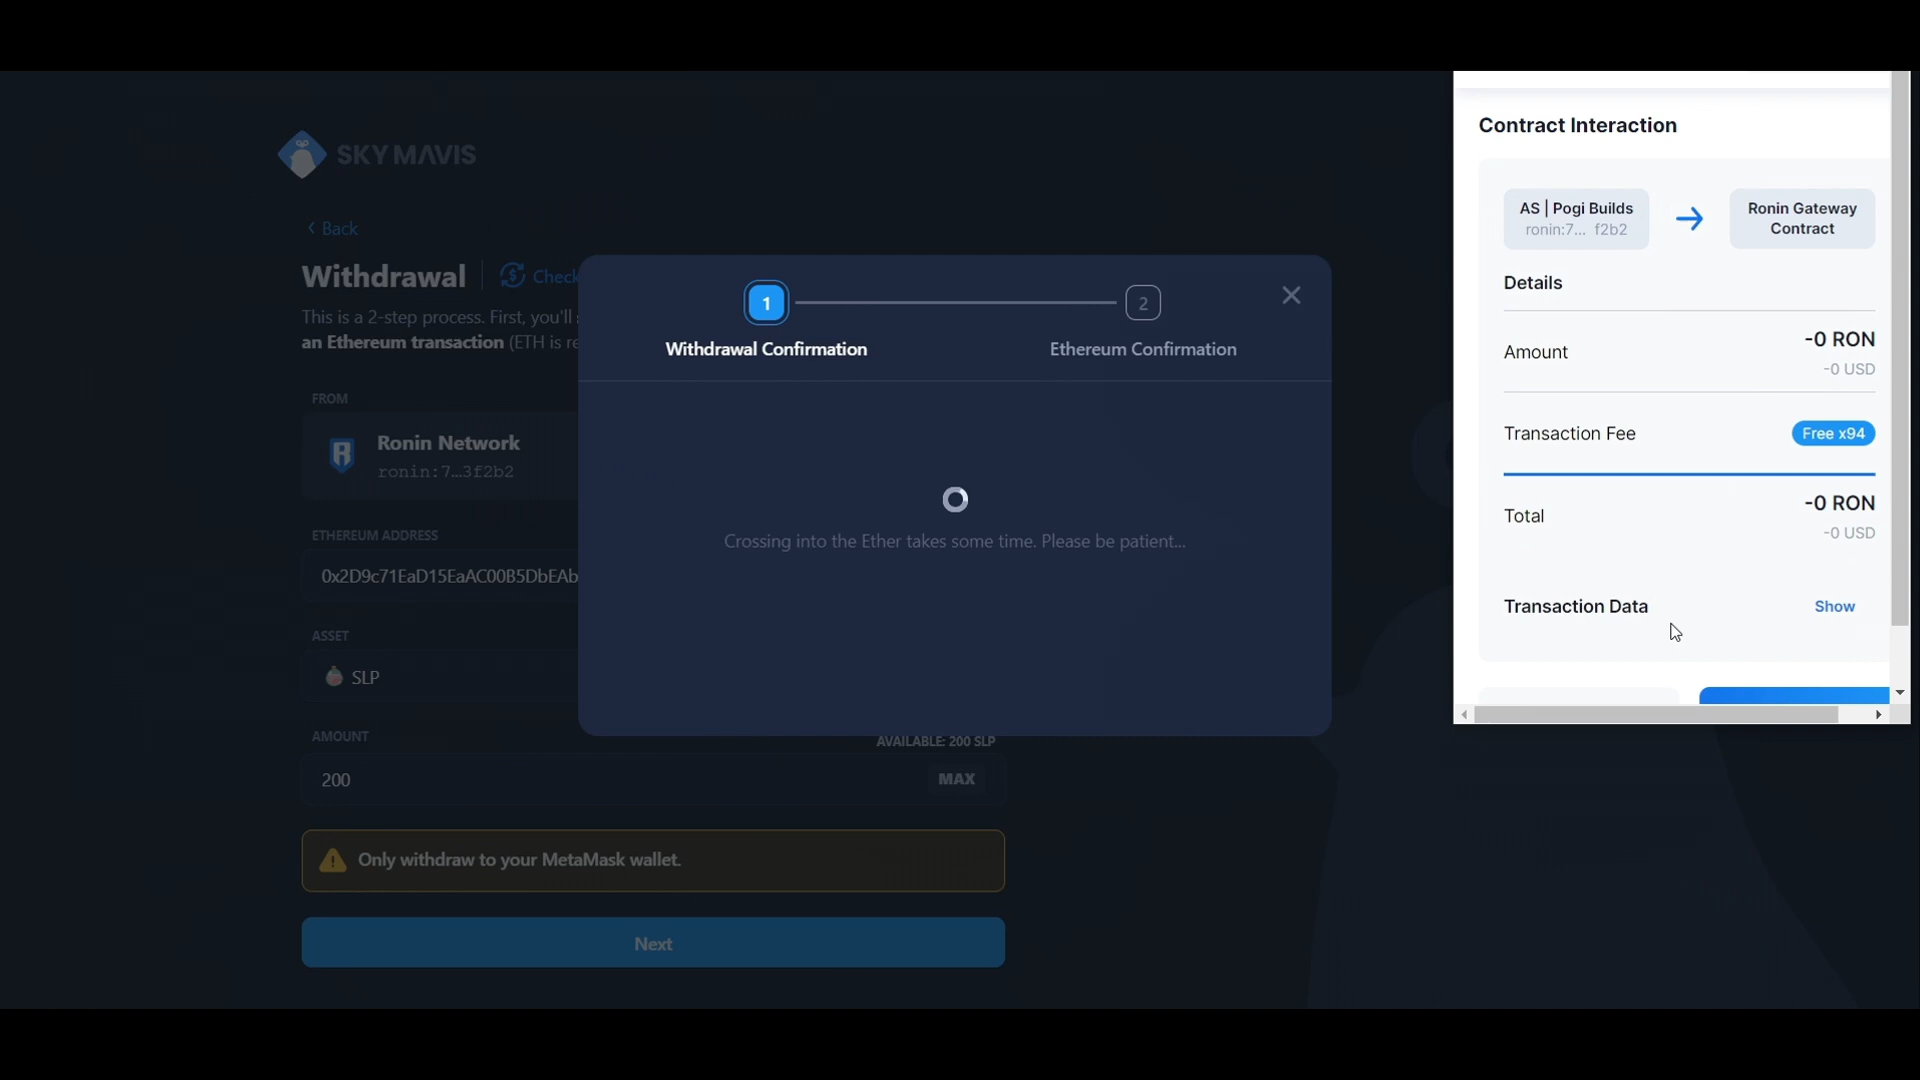 SKY MAVIS
Back
Withdrawal
Check
This is a 2-step process. First, you'll
an Ethereum transaction (ETH is re
FROM
Ronin Network
ronin:7...3f2b2
ETHEREUM ADDRESS
0x2D9c71EaD15EaAC00B5DbEAb
ASSET
SLP
AMOUNT
AVAILABLE: 200 SLP
200
MAX
Only withdraw to your MetaMask wallet.
Next
1
2
Withdrawal Confirmation
Ethereum Confirmation
Crossing into the Ether takes some time. Please be patient...
Contract Interaction
AS | Pogi Builds
ronin:7... f2b2
Ronin Gateway
Contract
Details
Amount
-0 RON
-0 USD
Transaction Fee
Free x94
Total
-0 RON
-0 USD
Transaction Data
Show